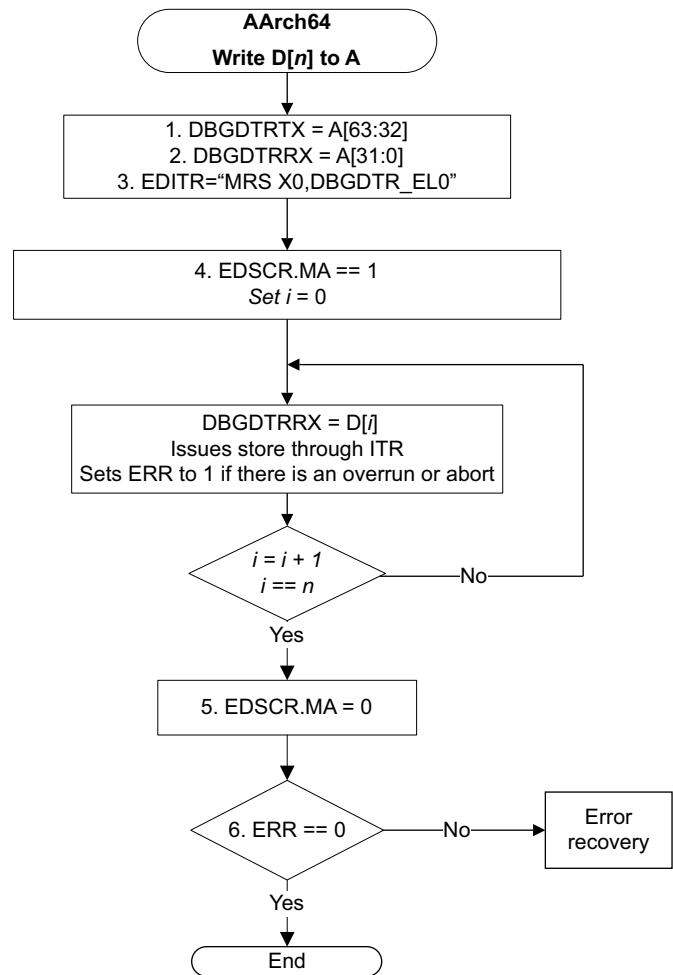 AArch64
Write D[n] to A
1. DBGDTRTX = A[63:32]
2. DBGDTRRX = A[31:0]
3. EDITR=“MRS X0,DBGDTR_EL0”
4. EDSCR.MA == 1
Set i = 0
DBGDTRRX = D[i]
Issues store through ITR
Sets ERR to 1 if there is an overrun or abort
i = i + 1
i == n
No
Yes
5. EDSCR.MA = 0
6. ERR == 0
No
Error
recovery
Yes
End